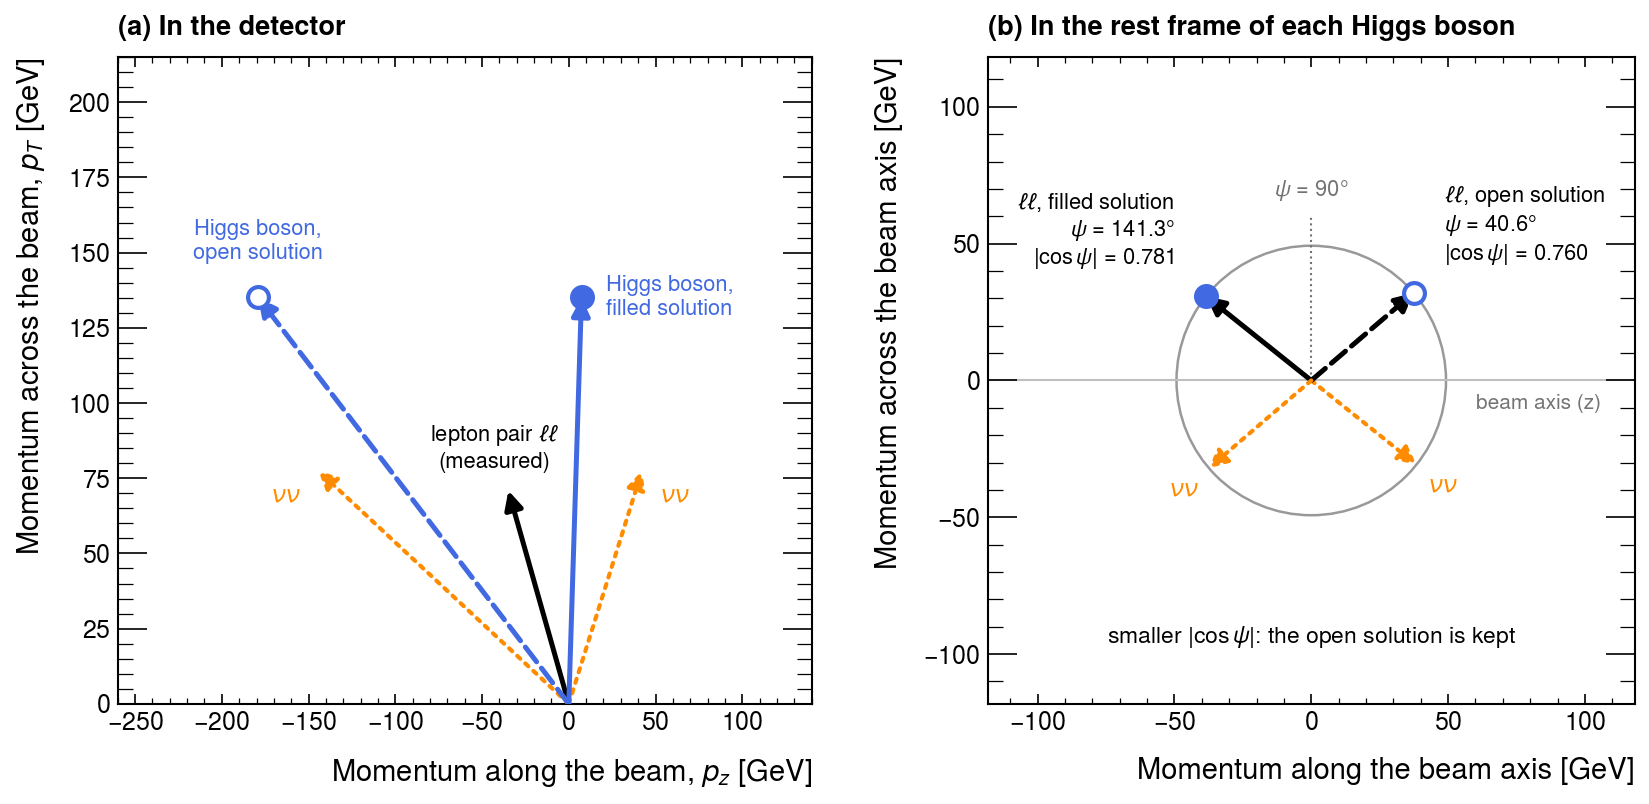 (a) In the detector
Momentum across the beam, p_T [GeV]
200
175
150
125
100
75
50
25
0
Higgs boson,
open solution
Higgs boson,
filled solution
lepton pair ℓℓ
(measured)
νν
νν
−250
−200
−150
−100
−50
0
50
100
Momentum along the beam, p_z [GeV]
(b) In the rest frame of each Higgs boson
Momentum across the beam axis [GeV]
100
50
0
−50
−100
ψ = 90°
ℓℓ, filled solution
ψ = 141.3°
|cos ψ| = 0.781
ℓℓ, open solution
ψ = 40.6°
|cos ψ| = 0.760
beam axis (z)
νν
νν
smaller |cos ψ|: the open solution is kept
−100
−50
0
50
100
Momentum along the beam axis [GeV]